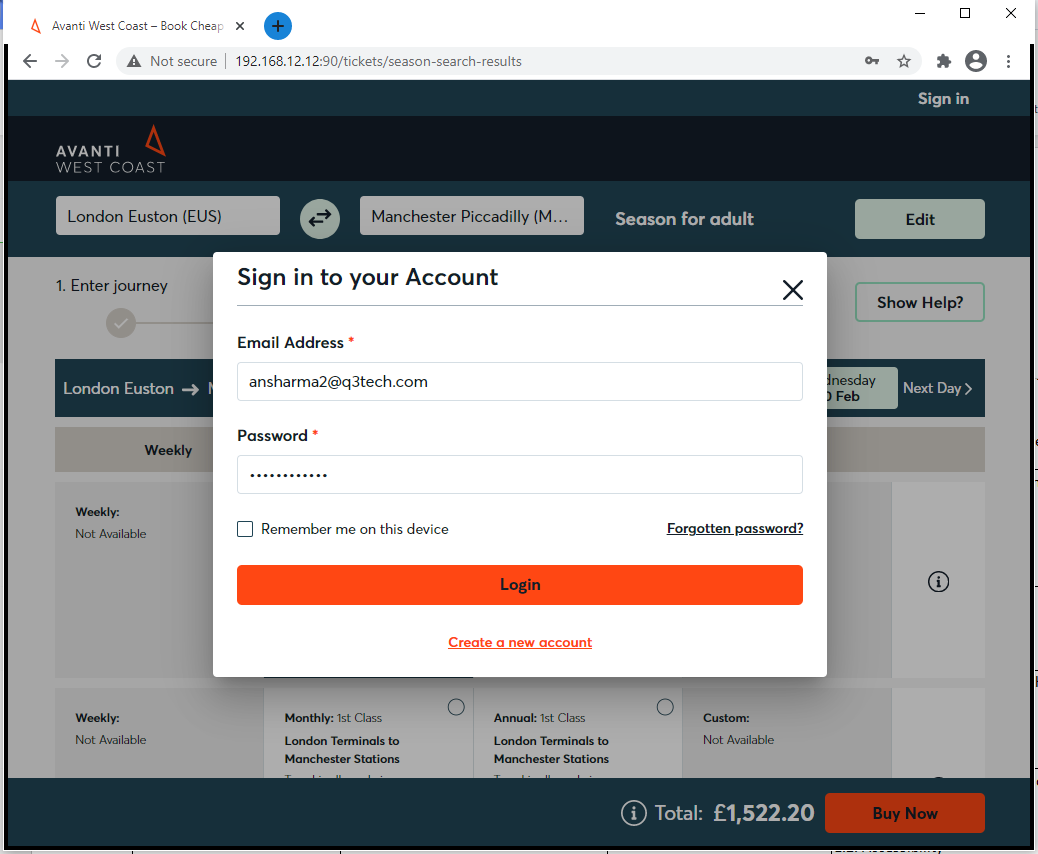 Avanti West Coast – Book Cheap
Not secure
192.168.12.12:90/tickets/season-search-results
Sign in
AVANTI
WEST COAST
London Euston (EUS)
Manchester Piccadilly (M...
Season for adult
Edit
1. Enter journey
Show Help?
Sign in to your Account
Email Address *
ansharma2@q3tech.com
Password *
••••••••••••
Remember me on this device
Forgotten password?
Login
Create a new account
London Euston
Feb
Next Day
Weekly
Weekly:
Not Available
Weekly:
Not Available
Monthly: 1st Class
London Terminals to
Manchester Stations
Annual: 1st Class
London Terminals to
Manchester Stations
Custom:
Not Available
Total: £1,522.20
Buy Now